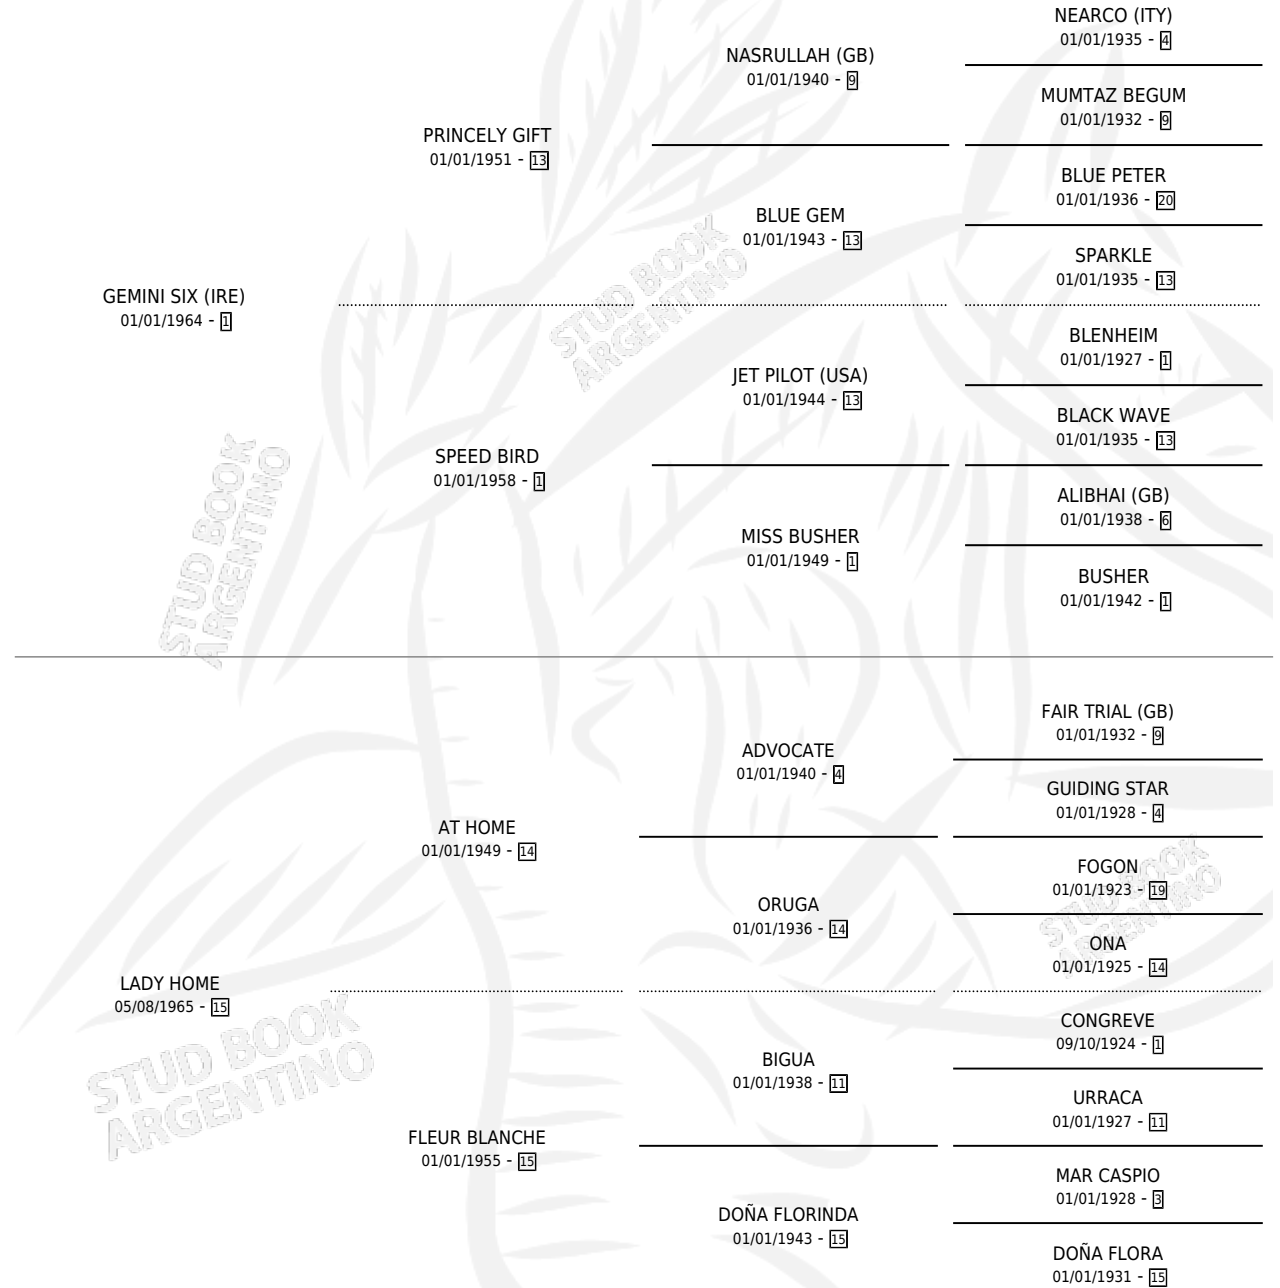 NEARCO (ITY)
01/01/1935 - 4
NASRULLAH (GB)
01/01/1940 - 9
MUMTAZ BEGUM
01/01/1932 - 9
PRINCELY GIFT
01/01/1951 - 13
BLUE PETER
01/01/1936 - 20
BLUE GEM
01/01/1943 - 13
SPARKLE
01/01/1935 - 13
GEMINI SIX (IRE)
01/01/1964 - 1
BLENHEIM
01/01/1927 - 1
JET PILOT (USA)
01/01/1944 - 13
BLACK WAVE
01/01/1935 - 13
SPEED BIRD
01/01/1958 - 1
ALIBHAI (GB)
01/01/1938 - 6
MISS BUSHER
01/01/1949 - 1
BUSHER
01/01/1942 - 1
STUD BOOK
ARGENTINO
STUD BOOK
ARGENTINO
FAIR TRIAL (GB)
01/01/1932 - 9
ADVOCATE
01/01/1940 - 4
GUIDING STAR
01/01/1928 - 4
AT HOME
01/01/1949 - 14
FOGON
01/01/1923 - 19
ORUGA
01/01/1936 - 14
ONA
01/01/1925 - 14
LADY HOME
05/08/1965 - 15
CONGREVE
09/10/1924 - 1
BIGUA
01/01/1938 - 11
URRACA
01/01/1927 - 11
FLEUR BLANCHE
01/01/1955 - 15
MAR CASPIO
01/01/1928 - 3
DOÑA FLORINDA
01/01/1943 - 15
DOÑA FLORA
01/01/1931 - 15
STUD BOOK
ARGENTINO
STUD BOOK
ARGENTINO